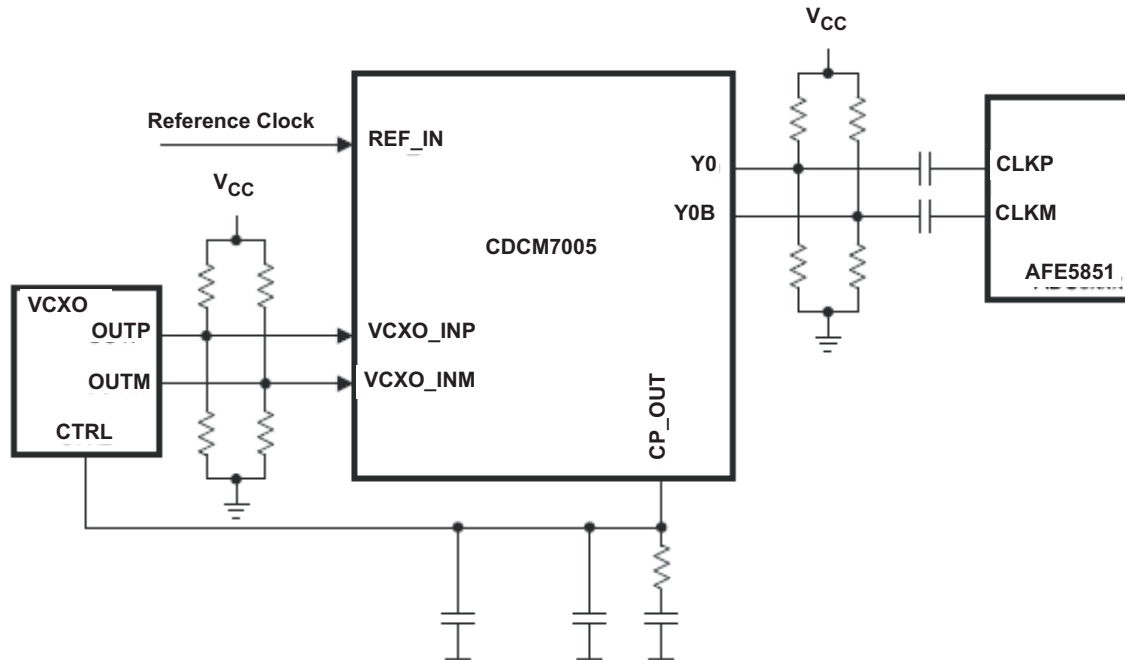 VCC
Reference Clock
REF_IN
Y0
CLKP
VCC
Y0B
CLKM
CDCM7005
AFE5851
VCXO
OUTP
VCXO_INP
OUTM
VCXO_INM
CTRL
CP_OUT